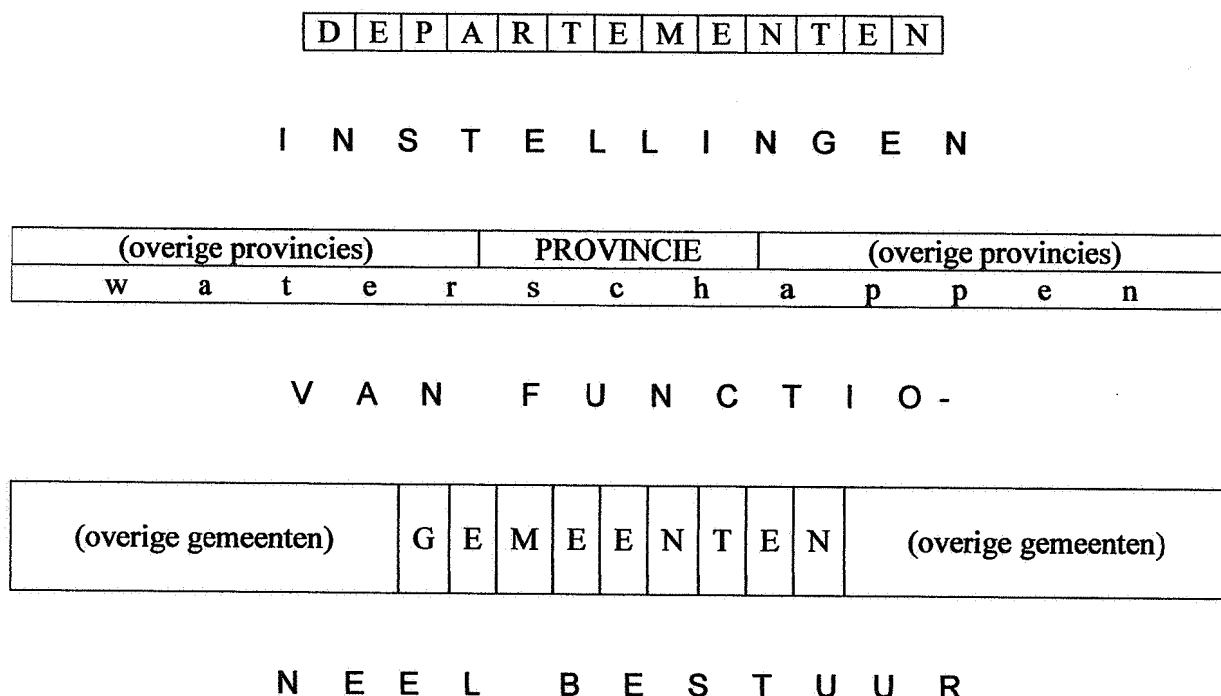 DEPARTEMENTEN
INSTELLINGEN
(overige provincies) PROVINCIE (overige provincies)
waterschappen
VAN FUNCTIO-
(overige gemeenten) GEMEENTEN (overige gemeenten)
NEEL BESTUUR